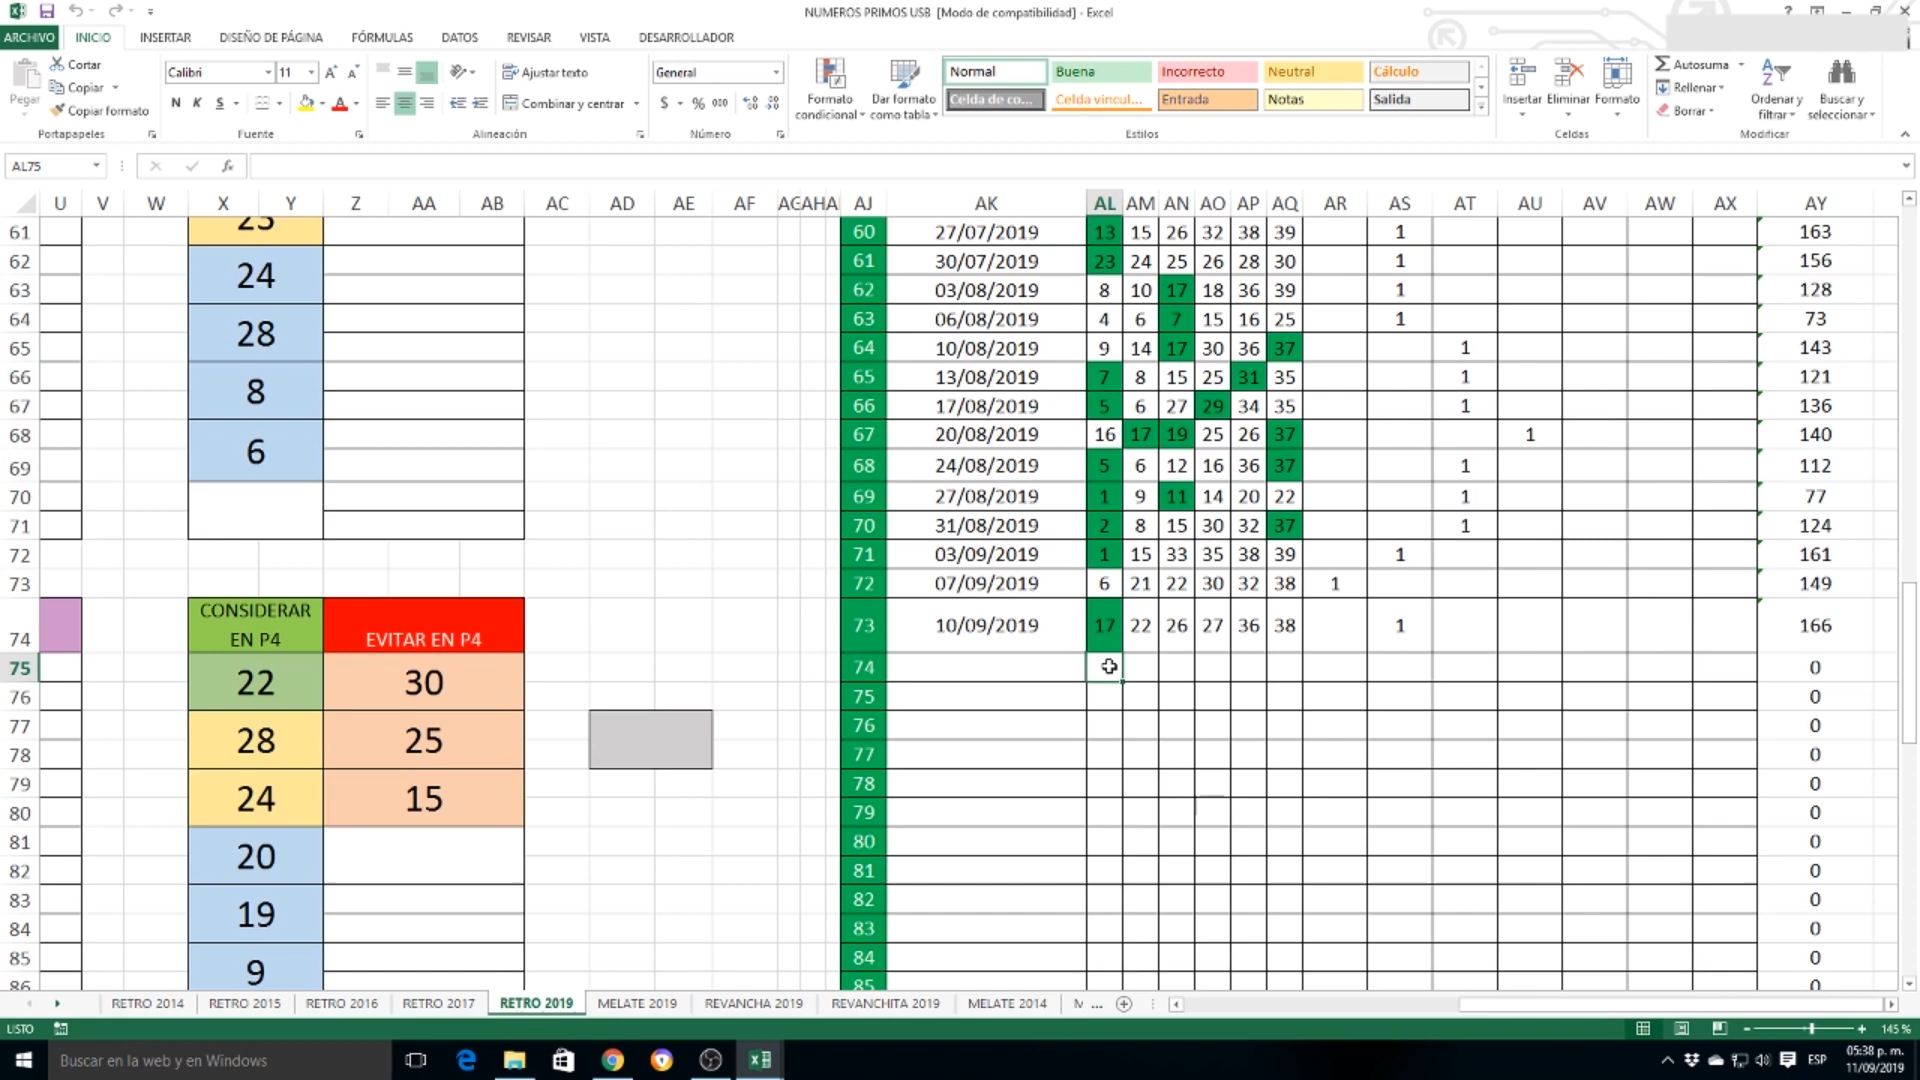 NUMEROS PRIMOS USB [Modo de compatibilidad] - Excel
ARCHIVO INICIO INSERTAR DISEÑO DE PÁGINA FÓRMULAS DATOS REVISAR VISTA DESARROLLADOR
Pegar
Cortar
Copiar
Copiar formato
Portapapeles
Calibri 11
N K S
Fuente
Ajustar texto
Combinar y centrar
Alineación
General
$ % 000
Número
Formato condicional
Dar formato como tabla
Normal Buena Incorrecto Neutral Cálculo
Celda de co... Celda vincul... Entrada Notas Salida
Estilos
Insertar Eliminar Formato
Celdas
Autosuma
Rellenar
Borrar
Ordenar y filtrar
Buscar y seleccionar
Modificar
AL75
U V W X Y Z AA AB AC AD AE AF AG AH AJ AK AL AM AN AO AP AQ AR AS AT AU AV AW AX AY
61 23 60 27/07/2019 13 15 26 32 38 39 1 163
62 24 61 30/07/2019 23 24 25 26 28 30 1 156
63 62 03/08/2019 8 10 17 18 36 39 1 128
64 28 63 06/08/2019 4 6 7 15 16 25 1 73
65 64 10/08/2019 9 14 17 30 36 37 1 143
66 8 65 13/08/2019 7 8 15 25 31 35 1 121
67 66 17/08/2019 5 6 27 29 34 35 1 136
68 6 67 20/08/2019 16 17 19 25 26 37 1 140
69 68 24/08/2019 5 6 12 16 36 37 1 112
70 69 27/08/2019 1 9 11 14 20 22 1 77
71 70 31/08/2019 2 8 15 30 32 37 1 124
72 71 03/09/2019 1 15 33 35 38 39 1 161
73 72 07/09/2019 6 21 22 30 32 38 1 149
74 CONSIDERAR EN P4 EVITAR EN P4 73 10/09/2019 17 22 26 27 36 38 1 166
75 22 30 74 0
76 75 0
77 28 25 76 0
78 77 0
79 24 15 78 0
80 79 0
81 20 80 0
82 81 0
83 19 82 0
84 83 0
85 9 84 0
86 85 0
RETRO 2014 RETRO 2015 RETRO 2016 RETRO 2017 RETRO 2019 MELATE 2019 REVANCHA 2019 REVANCHITA 2019 MELATE 2014 M ...
LISTO 145 %
Buscar en la web y en Windows
ESP
05:38 p. m.
11/09/2019